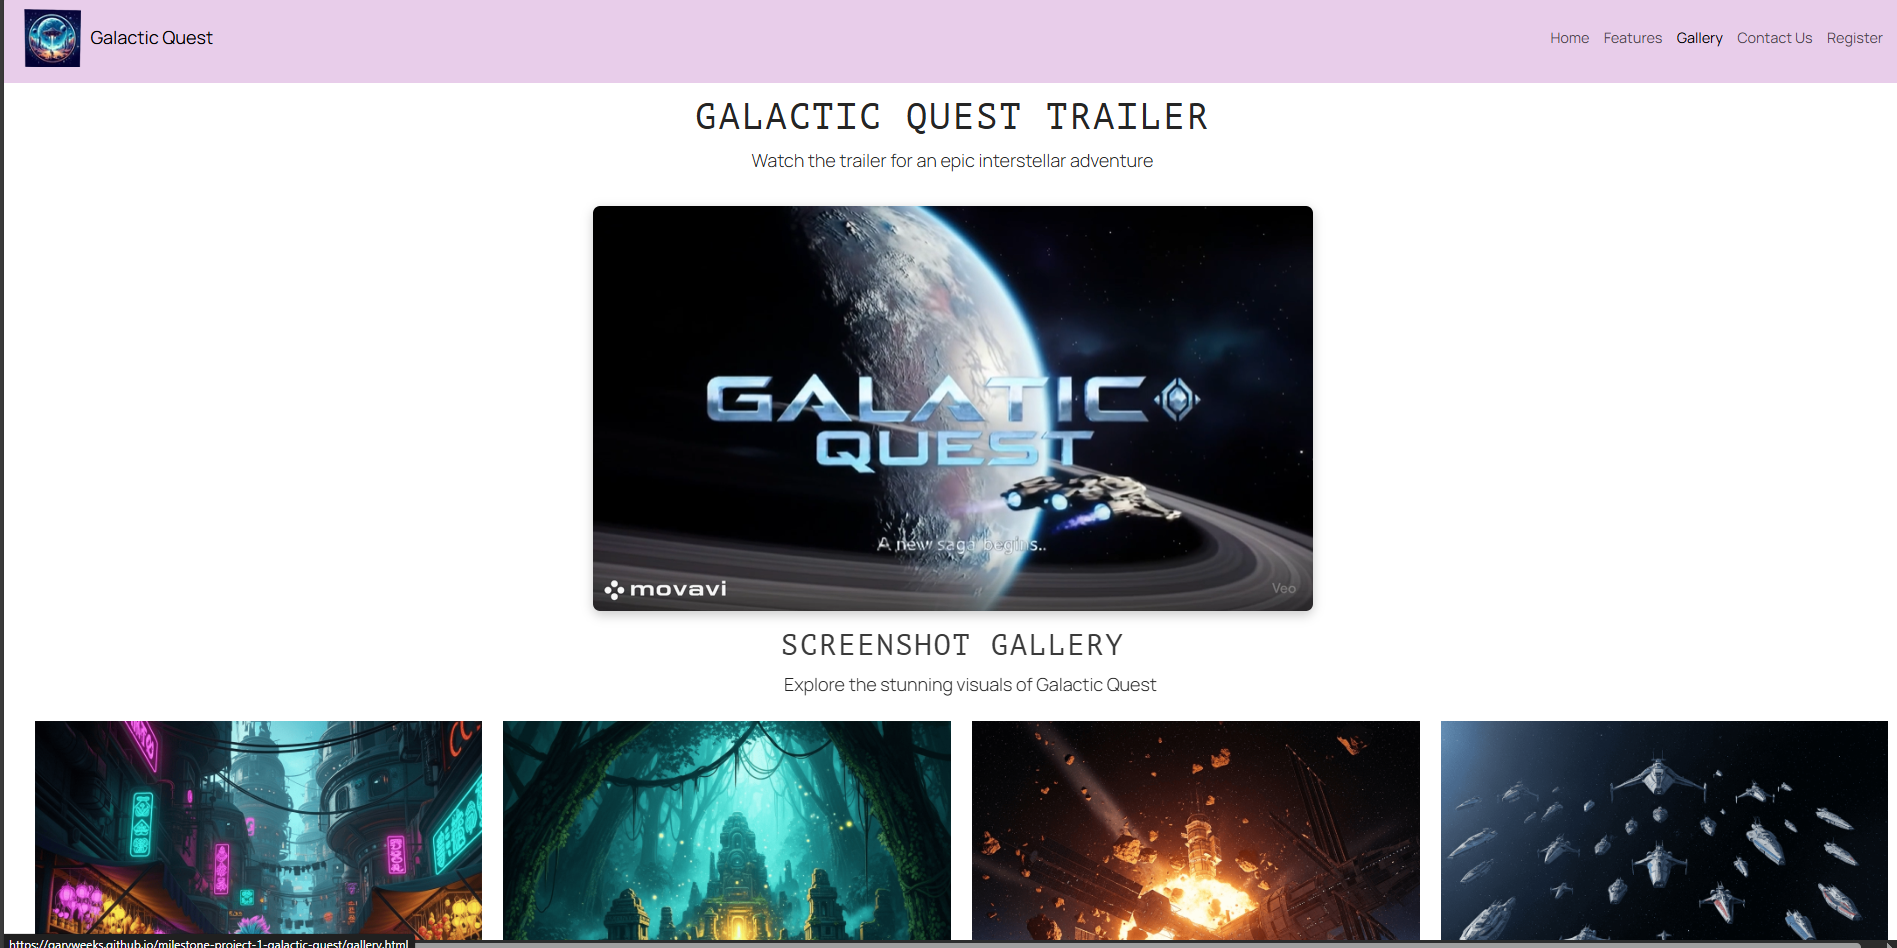 Galactic Quest
Home Features Gallery Contact Us Register
GALACTIC QUEST TRAILER
Watch the trailer for an epic interstellar adventure
GALATIC
QUEST
A new saga begins..
movavi
Veo
SCREENSHOT GALLERY
Explore the stunning visuals of Galactic Quest
https://garyweeks.github.io/milestone-project-1-galactic-quest/gallery.html